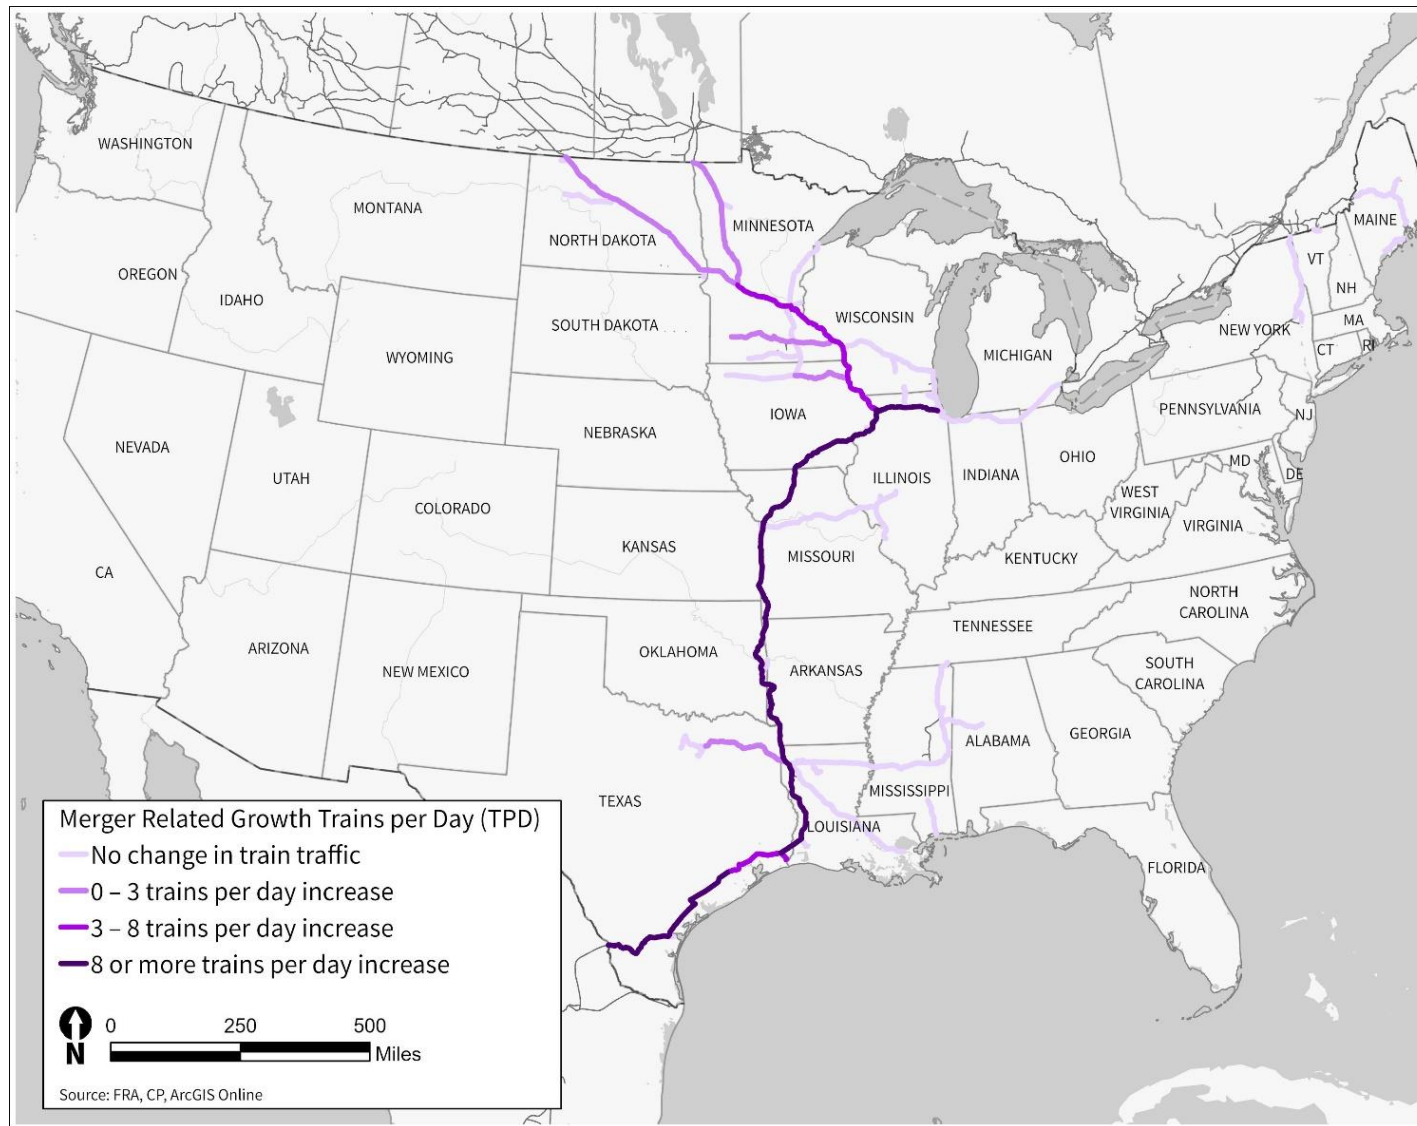 WASHINGTON
MONTANA
NORTH DAKOTA
MINNESOTA
MAINE
OREGON
IDAHO
SOUTH DAKOTA
WISCONSIN
VT
NH
WYOMING
MICHIGAN
NEW YORK
MA
CT
RI
IOWA
PENNSYLVANIA
NJ
NEVADA
NEBRASKA
UTAH
ILLINOIS
INDIANA
OHIO
MD
DE
COLORADO
WEST
VIRGINIA
VIRGINIA
KANSAS
MISSOURI
KENTUCKY
CA
NORTH
CAROLINA
ARIZONA
NEW MEXICO
OKLAHOMA
ARKANSAS
TENNESSEE
SOUTH
CAROLINA
ALABAMA
GEORGIA
TEXAS
MISSISSIPPI
LOUISIANA
FLORIDA
Merger Related Growth Trains per Day (TPD)
No change in train traffic
0 – 3 trains per day increase
3 – 8 trains per day increase
8 or more trains per day increase
N
0 250 500
Miles
Source: FRA, CP, ArcGIS Online